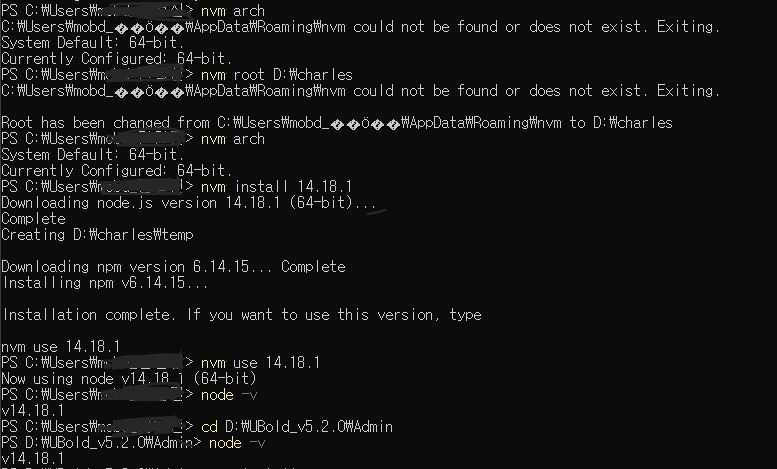 PS C:₩Users₩mo > nvm arch
C:₩Users₩mobd_��ö��₩AppData₩Roaming₩nvm could not be found or does not exist. Exiting.
System Default: 64-bit.
Currently Configured: 64-bit.
PS C:₩Users₩m > nvm root D:₩charles
C:₩Users₩mobd_��ö��₩AppData₩Roaming₩nvm could not be found or does not exist. Exiting.
Root has been changed from C:₩Users₩mobd_��ö��₩AppData₩Roaming₩nvm to D:₩charles
PS C:₩Users₩mo > nvm arch
System Default: 64-bit.
Currently Configured: 64-bit.
PS C:₩Users₩m > nvm install 14.18.1
Downloading node.js version 14.18.1 (64-bit)...
Complete
Creating D:₩charles₩temp
Downloading npm version 6.14.15... Complete
Installing npm v6.14.15...
Installation complete. If you want to use this version, type
nvm use 14.18.1
PS C:₩Users₩m > nvm use 14.18.1
Now using node v14.18.1 (64-bit)
PS C:₩Users₩m > node -v
v14.18.1
PS C:₩Users₩m > cd D:₩UBold_v5.2.0₩Admin
PS D:₩UBold_v5.2.0₩Admin> node -v
v14.18.1